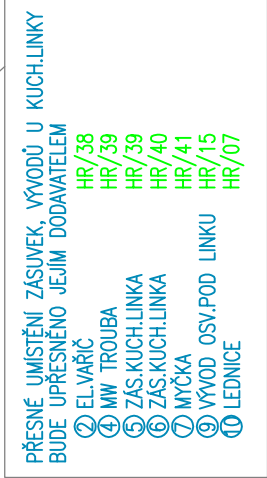 PŘESNÉ UMÍSTĚNÍ ZÁSUVEK, VÝVODŮ U KUCH.LINKY
BUDE UPŘESNĚNO JEJÍM DODAVATELEM
② EL.VAŘIČ HR/38
④ MW TROUBA HR/39
⑤ ZÁS.KUCH.LINKA HR/39
⑥ ZÁS.KUCH.LINKA HR/40
⑦ MYČKA HR/41
⑨ VÝVOD OSV.POD LINKU HR/15
⑩ LEDNICE HR/07